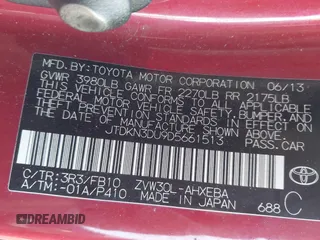 MFD.BY: TOYOTA MOTOR CORPORATION 06/13
GVWR 3980LB GAWR FR 2270LB RR 2175LB
THIS VEHICLE CONFORMS TO ALL APPLICABLE
FEDERAL MOTOR VEHICLE SAFETY, BUMPER, AND
THEFT PREVENTION STANDARDS IN EFFECT ON
THE DATE OF MANUFACTURE SHOWN ABOVE.
JTDKN3DU9D5661513 PASS.CAR
C/TR: 3R3/FB10 ZVW30L-AHXEBA TOYOTA
A/TM: -01A/P410 MADE IN JAPAN 688 C
DREAMBID